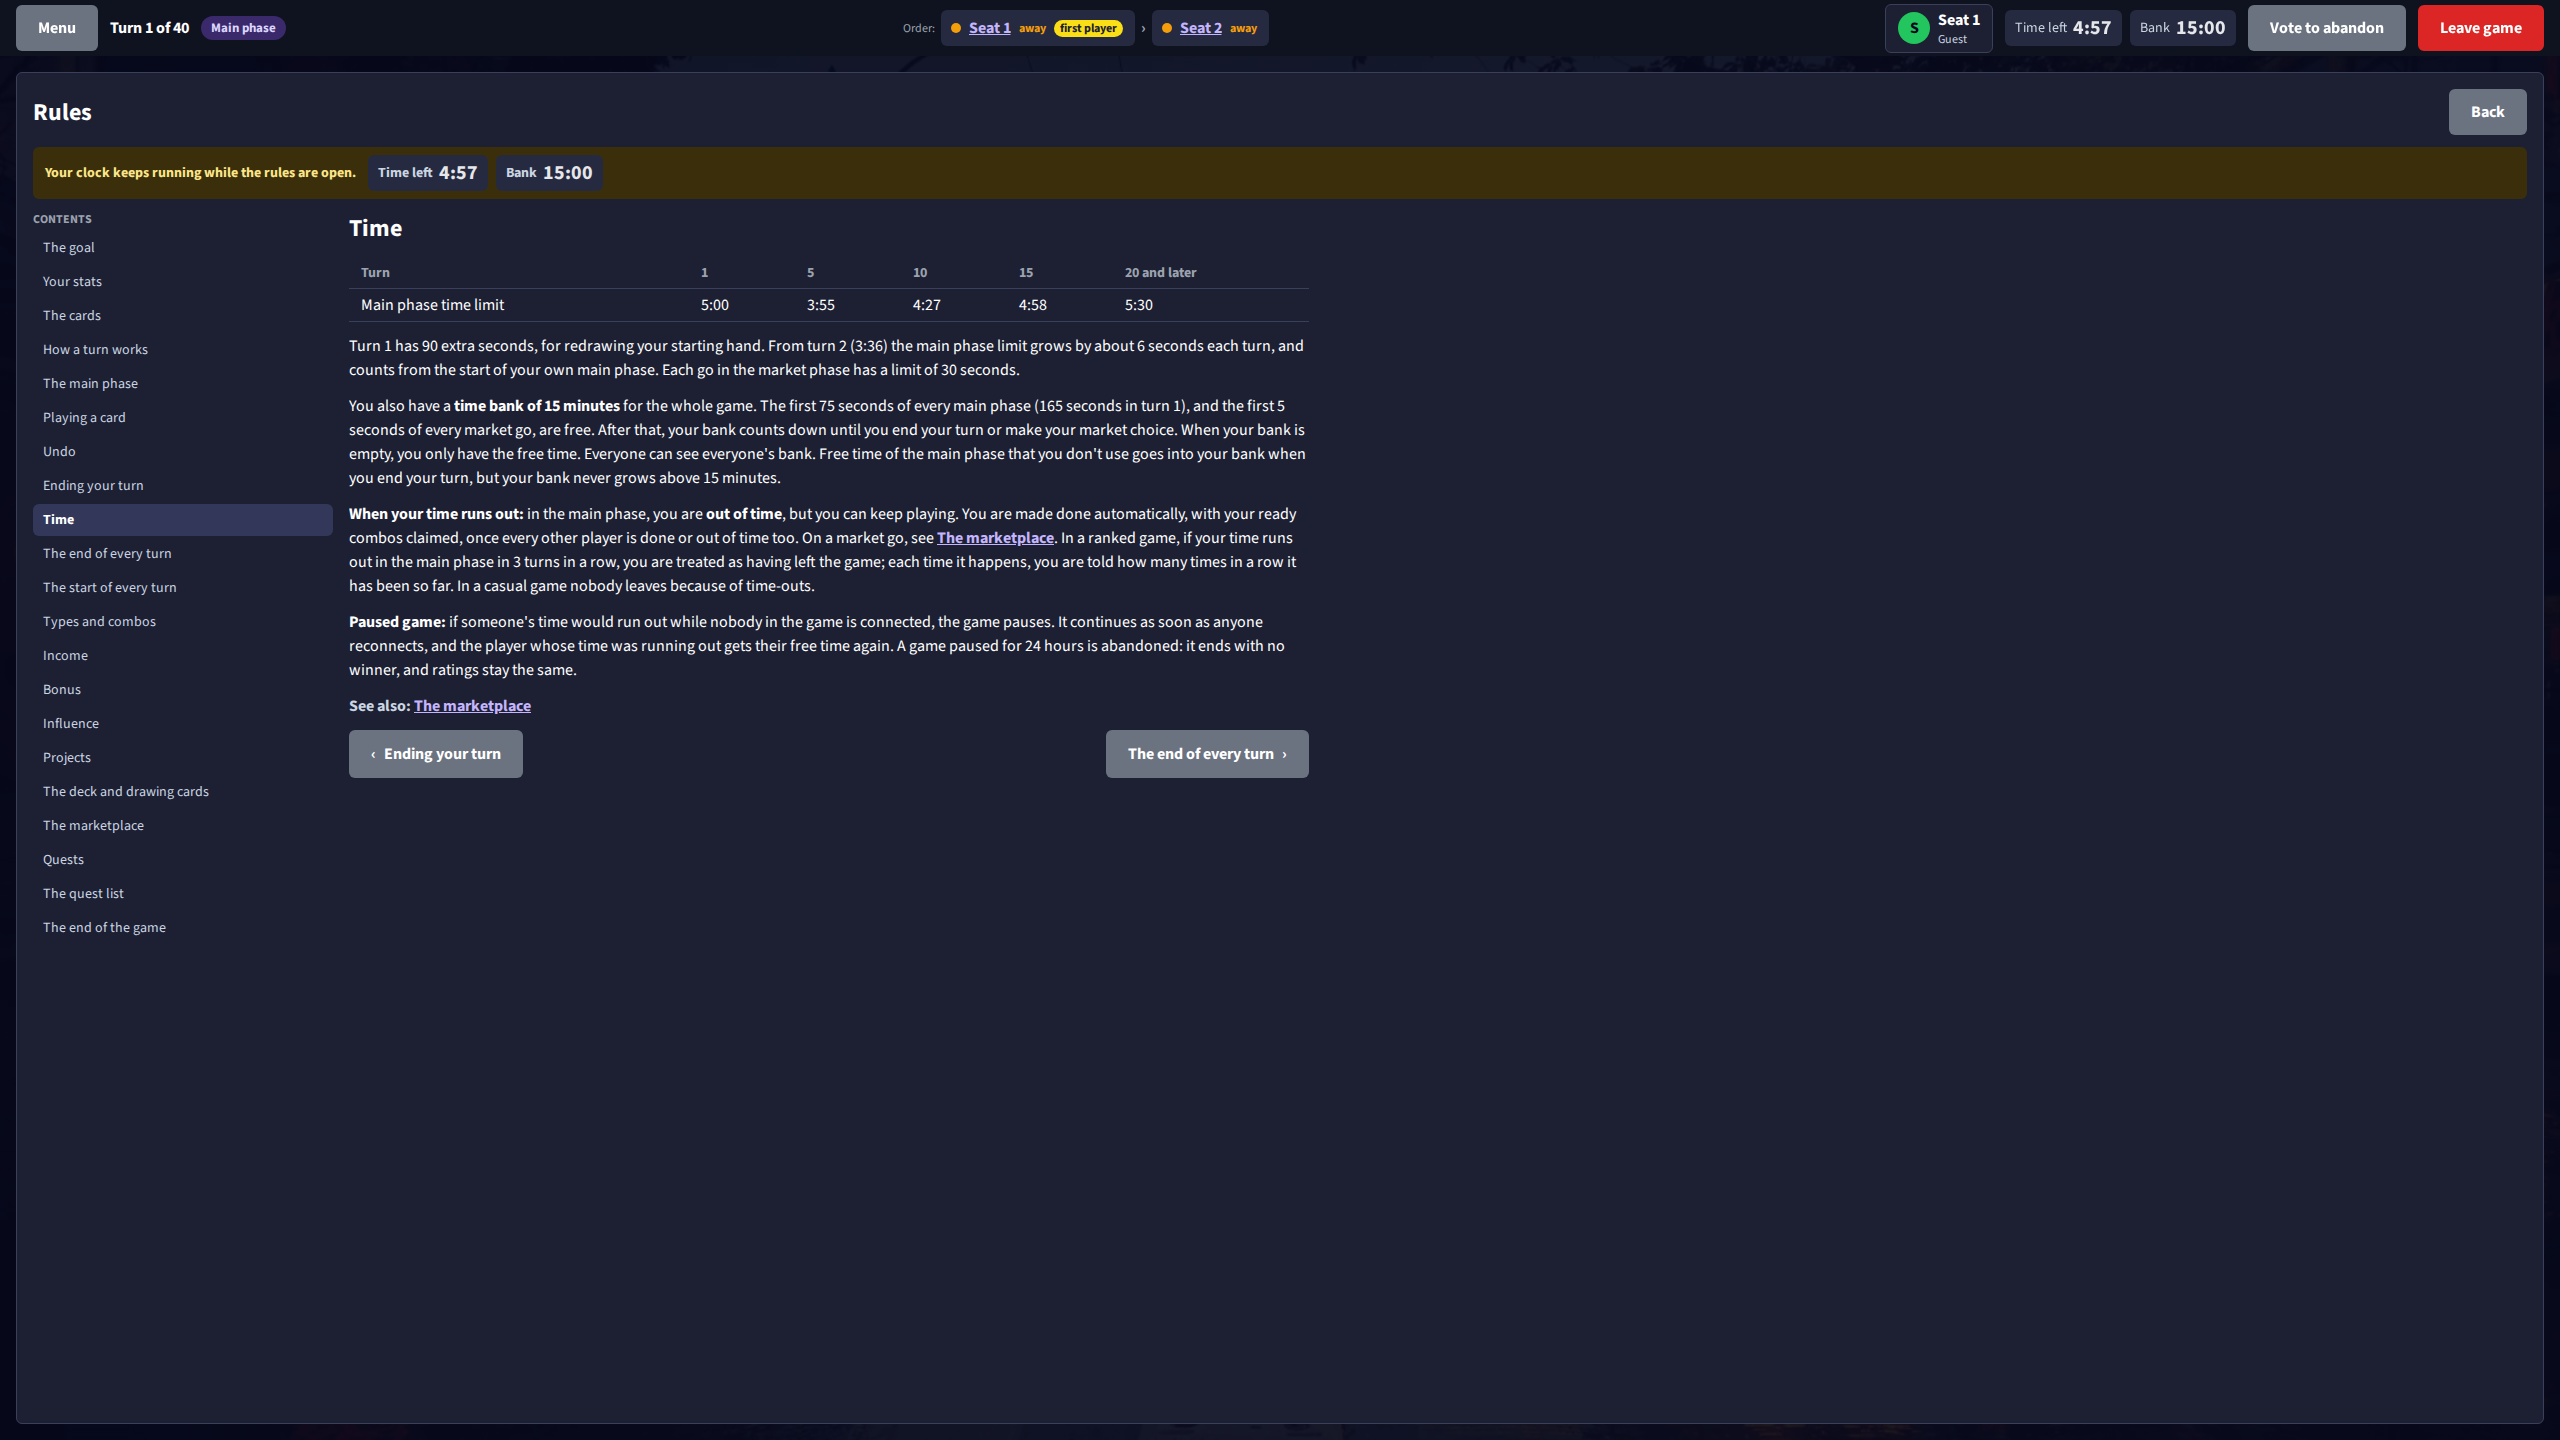 Menu Turn 1 of 40 Main phase Order: Seat 1 away first player › Seat 2 away S Seat 1 Guest Time left 4:57 Bank 15:00 Vote to abandon Leave game
Rules Back
Your clock keeps running while the rules are open. Time left 4:57 Bank 15:00
CONTENTS
The goal
Your stats
The cards
How a turn works
The main phase
Playing a card
Undo
Ending your turn
Time
The end of every turn
The start of every turn
Types and combos
Income
Bonus
Influence
Projects
The deck and drawing cards
The marketplace
Quests
The quest list
The end of the game
Time
Turn 1 5 10 15 20 and later
Main phase time limit 5:00 3:55 4:27 4:58 5:30
Turn 1 has 90 extra seconds, for redrawing your starting hand. From turn 2 (3:36) the main phase limit grows by about 6 seconds each turn, and
counts from the start of your own main phase. Each go in the market phase has a limit of 30 seconds.
You also have a time bank of 15 minutes for the whole game. The first 75 seconds of every main phase (165 seconds in turn 1), and the first 5
seconds of every market go, are free. After that, your bank counts down until you end your turn or make your market choice. When your bank is
empty, you only have the free time. Everyone can see everyone's bank. Free time of the main phase that you don't use goes into your bank when
you end your turn, but your bank never grows above 15 minutes.
When your time runs out: in the main phase, you are out of time, but you can keep playing. You are made done automatically, with your ready
combos claimed, once every other player is done or out of time too. On a market go, see The marketplace. In a ranked game, if your time runs
out in the main phase in 3 turns in a row, you are treated as having left the game; each time it happens, you are told how many times in a row it
has been so far. In a casual game nobody leaves because of time-outs.
Paused game: if someone's time would run out while nobody in the game is connected, the game pauses. It continues as soon as anyone
reconnects, and the player whose time was running out gets their free time again. A game paused for 24 hours is abandoned: it ends with no
winner, and ratings stay the same.
See also: The marketplace
‹ Ending your turn The end of every turn ›